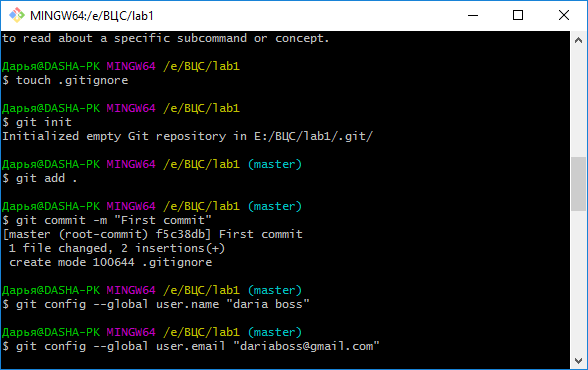 MINGW64:/e/ВЦС/lab1
to read about a specific subcommand or concept.
Дарья@DASHA-PK MINGW64 /e/ВЦС/lab1
$ touch .gitignore
Дарья@DASHA-PK MINGW64 /e/ВЦС/lab1
$ git init
Initialized empty Git repository in E:/ВЦС/lab1/.git/
Дарья@DASHA-PK MINGW64 /e/ВЦС/lab1 (master)
$ git add .
Дарья@DASHA-PK MINGW64 /e/ВЦС/lab1 (master)
$ git commit -m "First commit"
[master (root-commit) f5c38db] First commit
1 file changed, 2 insertions(+)
create mode 100644 .gitignore
Дарья@DASHA-PK MINGW64 /e/ВЦС/lab1 (master)
$ git config --global user.name "daria boss"
Дарья@DASHA-PK MINGW64 /e/ВЦС/lab1 (master)
$ git config --global user.email "dariaboss@gmail.com"